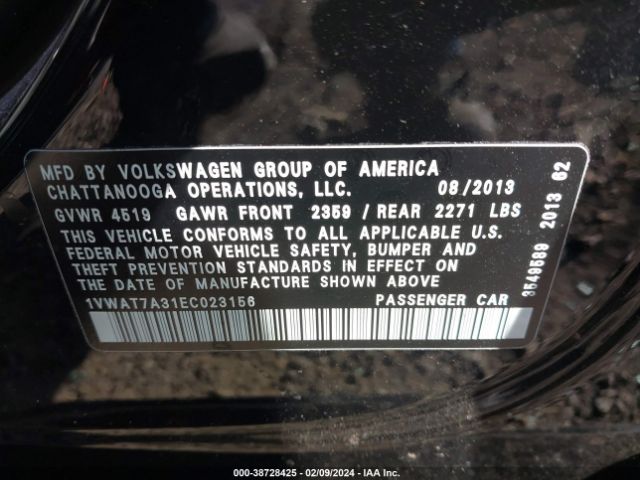 MFD BY VOLKSWAGEN GROUP OF AMERICA
CHATTANOOGA OPERATIONS, LLC. 08/2013
GVWR 4519 GAWR FRONT 2359 / REAR 2271 LBS
THIS VEHICLE CONFORMS TO ALL APPLICABLE U.S.
FEDERAL MOTOR VEHICLE SAFETY, BUMPER AND
THEFT PREVENTION STANDARDS IN EFFECT ON
THE DATE OF MANUFACTURE SHOWN ABOVE
1VWAT7A31EC023156 PASSENGER CAR
3549589 2013 62
000-38728425 - 02/09/2024 - IAA Inc.